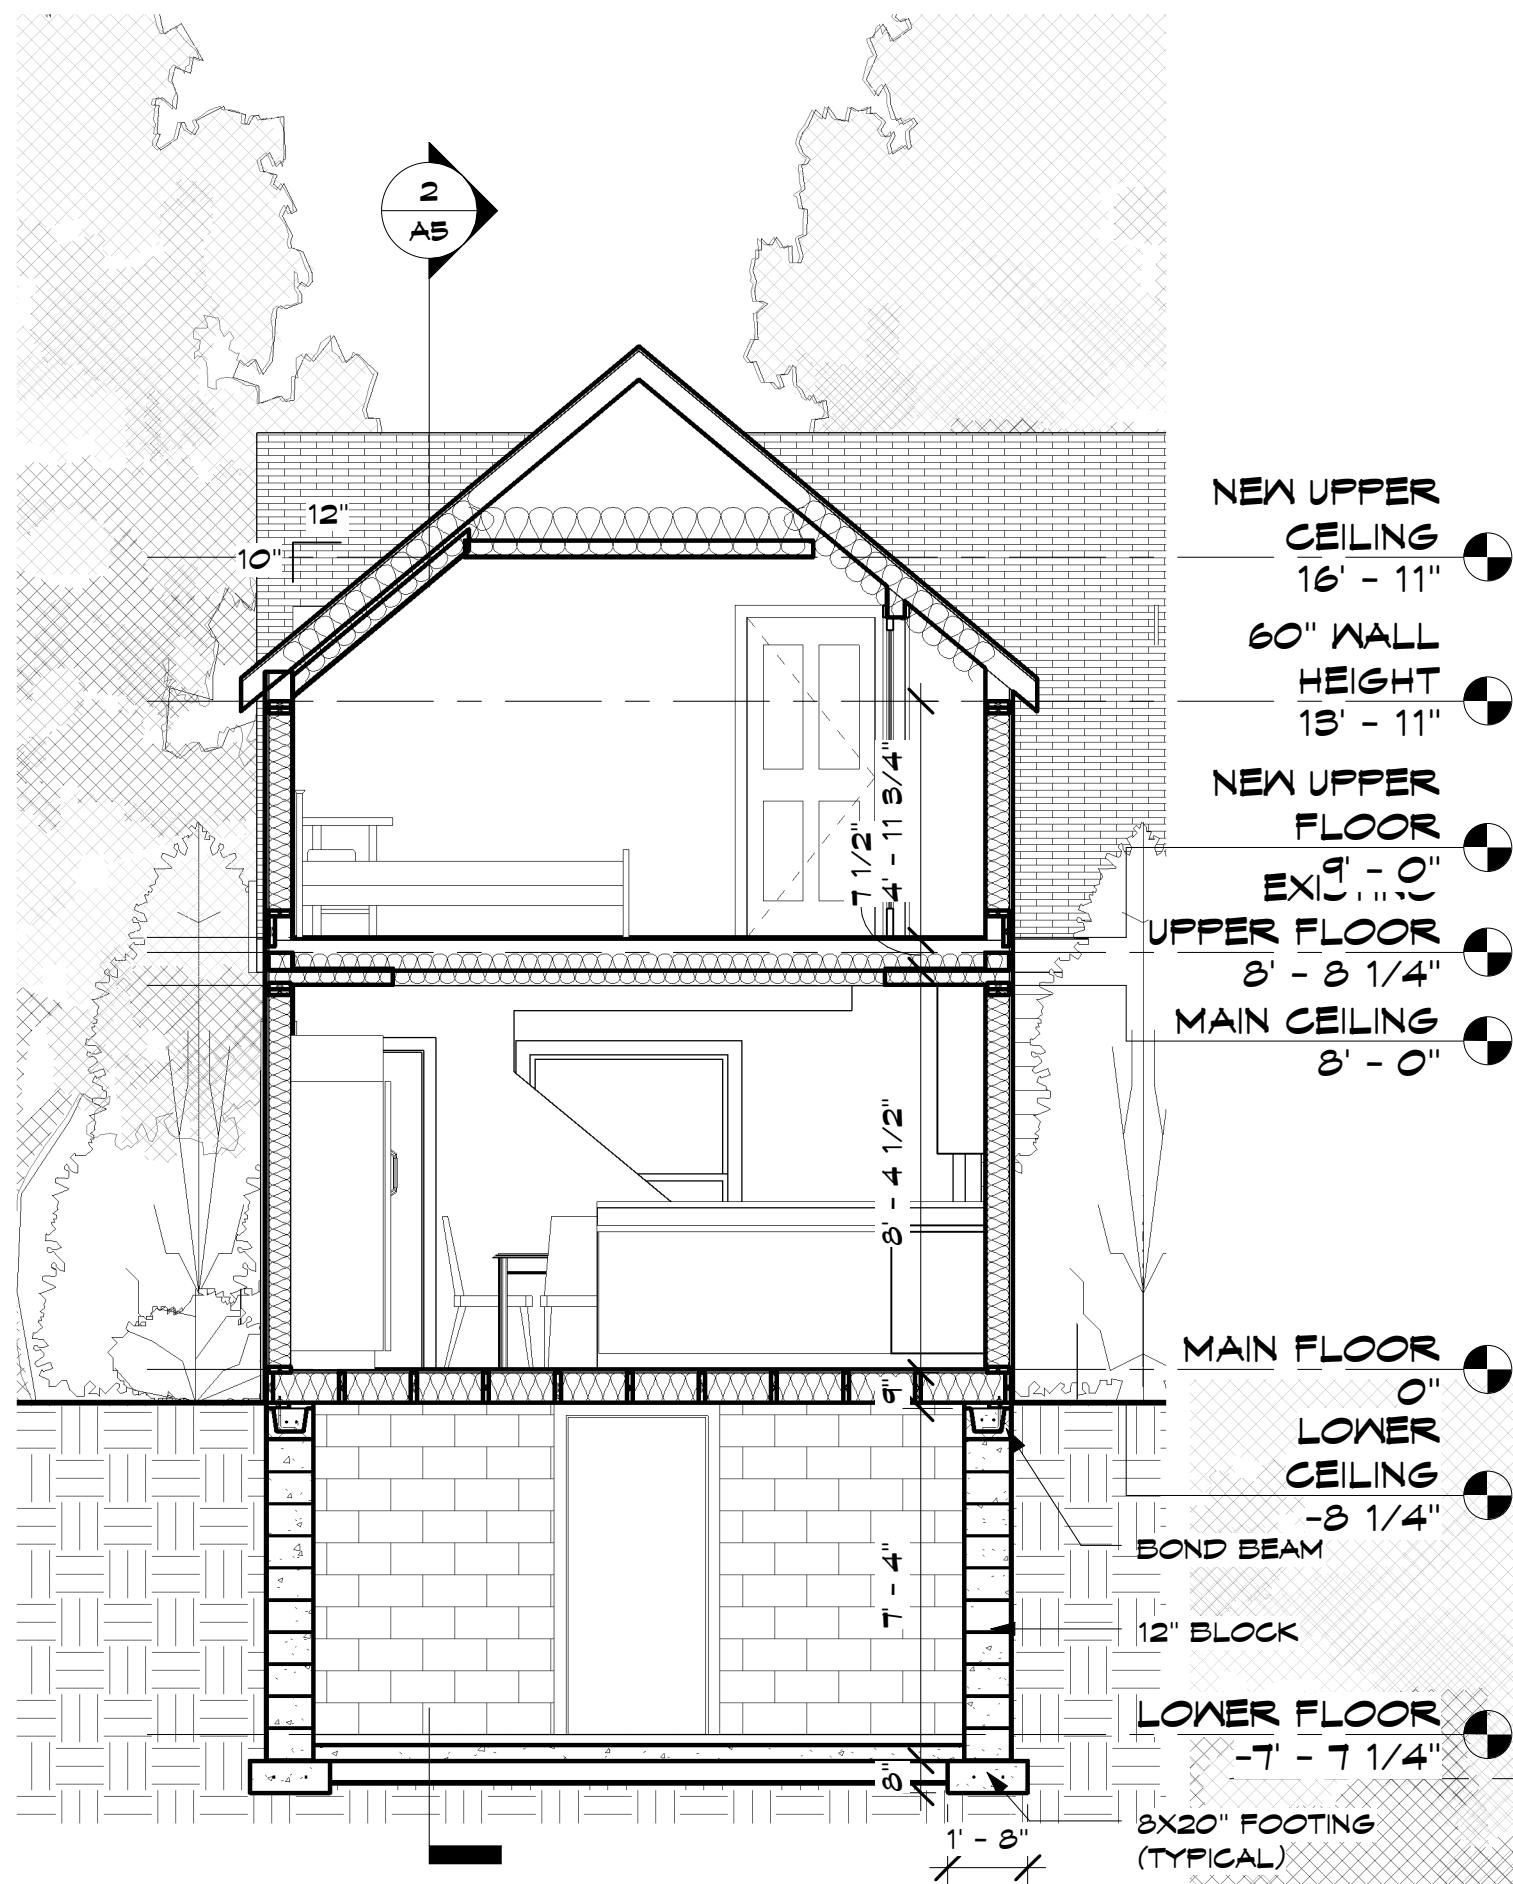 2
A5
12"
10"
NEW UPPER
CEILING
16' - 11"
60" WALL
HEIGHT
13' - 11"
NEW UPPER
FLOOR
9' - 0"
UPPER FLOOR
8' - 8 1/4"
MAIN CEILING
8' - 0"
4' - 11 3/4"
7 1/2"
8' - 4 1/2"
MAIN FLOOR
0"
9"
LOWER
CEILING
-8 1/4"
BOND BEAM
7' - 4"
12" BLOCK
LOWER FLOOR
-7' - 7 1/4"
8"
8X20" FOOTING
(TYPICAL)
1' - 8"